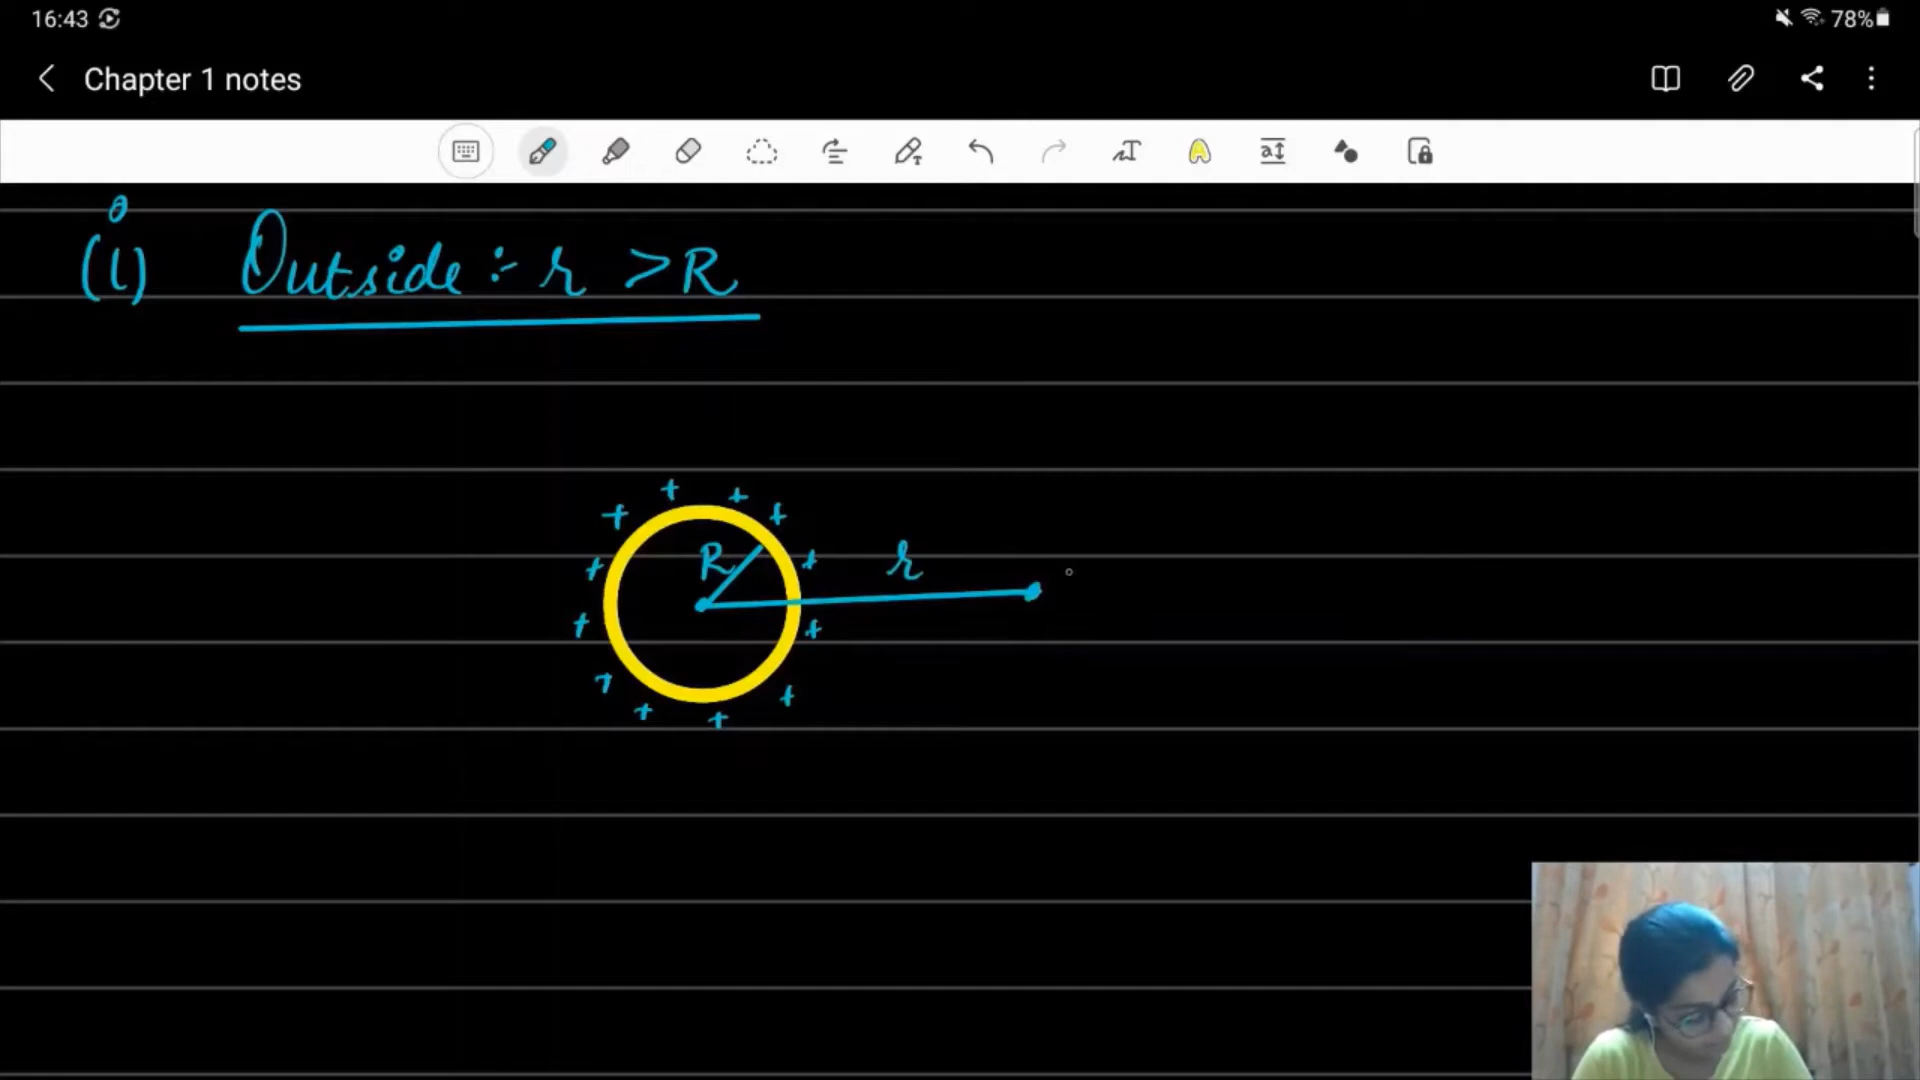 16:43 78%
Chapter 1 notes
(i) Outside :- r > R
+ + + +
+ R + r
+ +
+ + + +